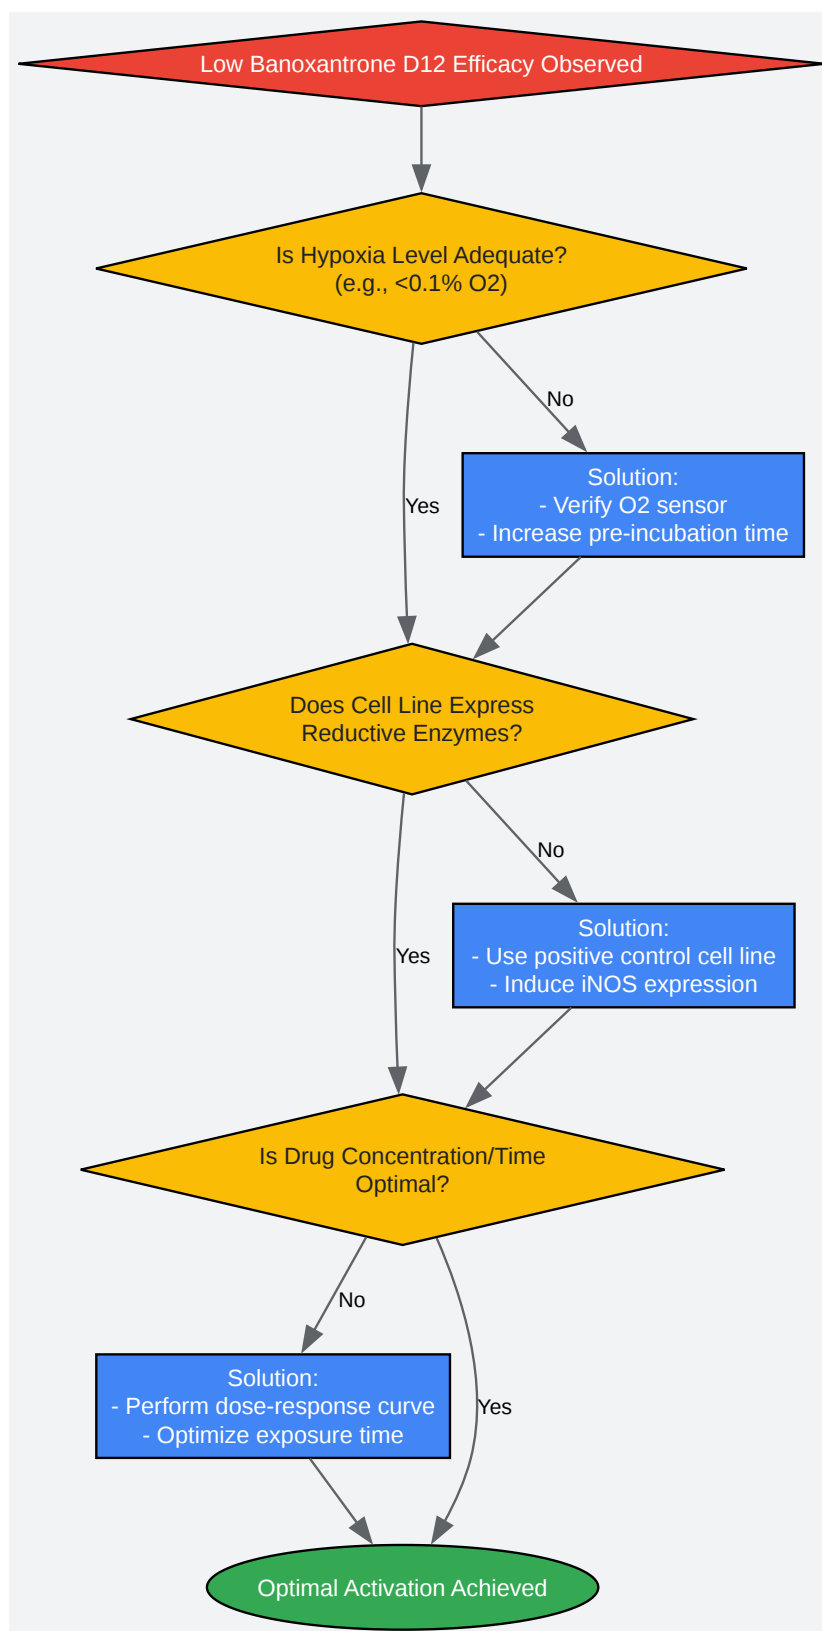 Low Banoxantrone D12 Efficacy Observed
Is Hypoxia Level Adequate?
(e.g., <0.1% O2)
No
Solution:
- Verify O2 sensor
- Increase pre-incubation time
Yes
Does Cell Line Express
Reductive Enzymes?
No
Solution:
- Use positive control cell line
- Induce iNOS expression
Yes
Is Drug Concentration/Time
Optimal?
No
Solution:
- Perform dose-response curve
- Optimize exposure time
Yes
Optimal Activation Achieved